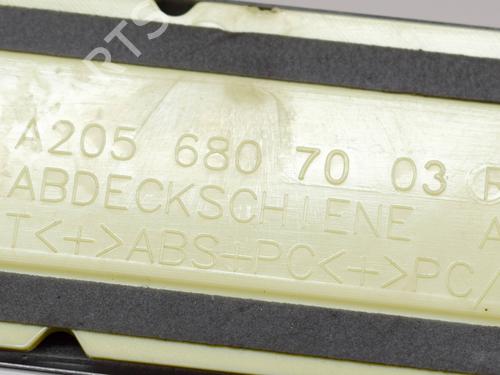 A205 680 70 03
ABDECKSCHIENE A
T<+>ABS+PC<+>PC/